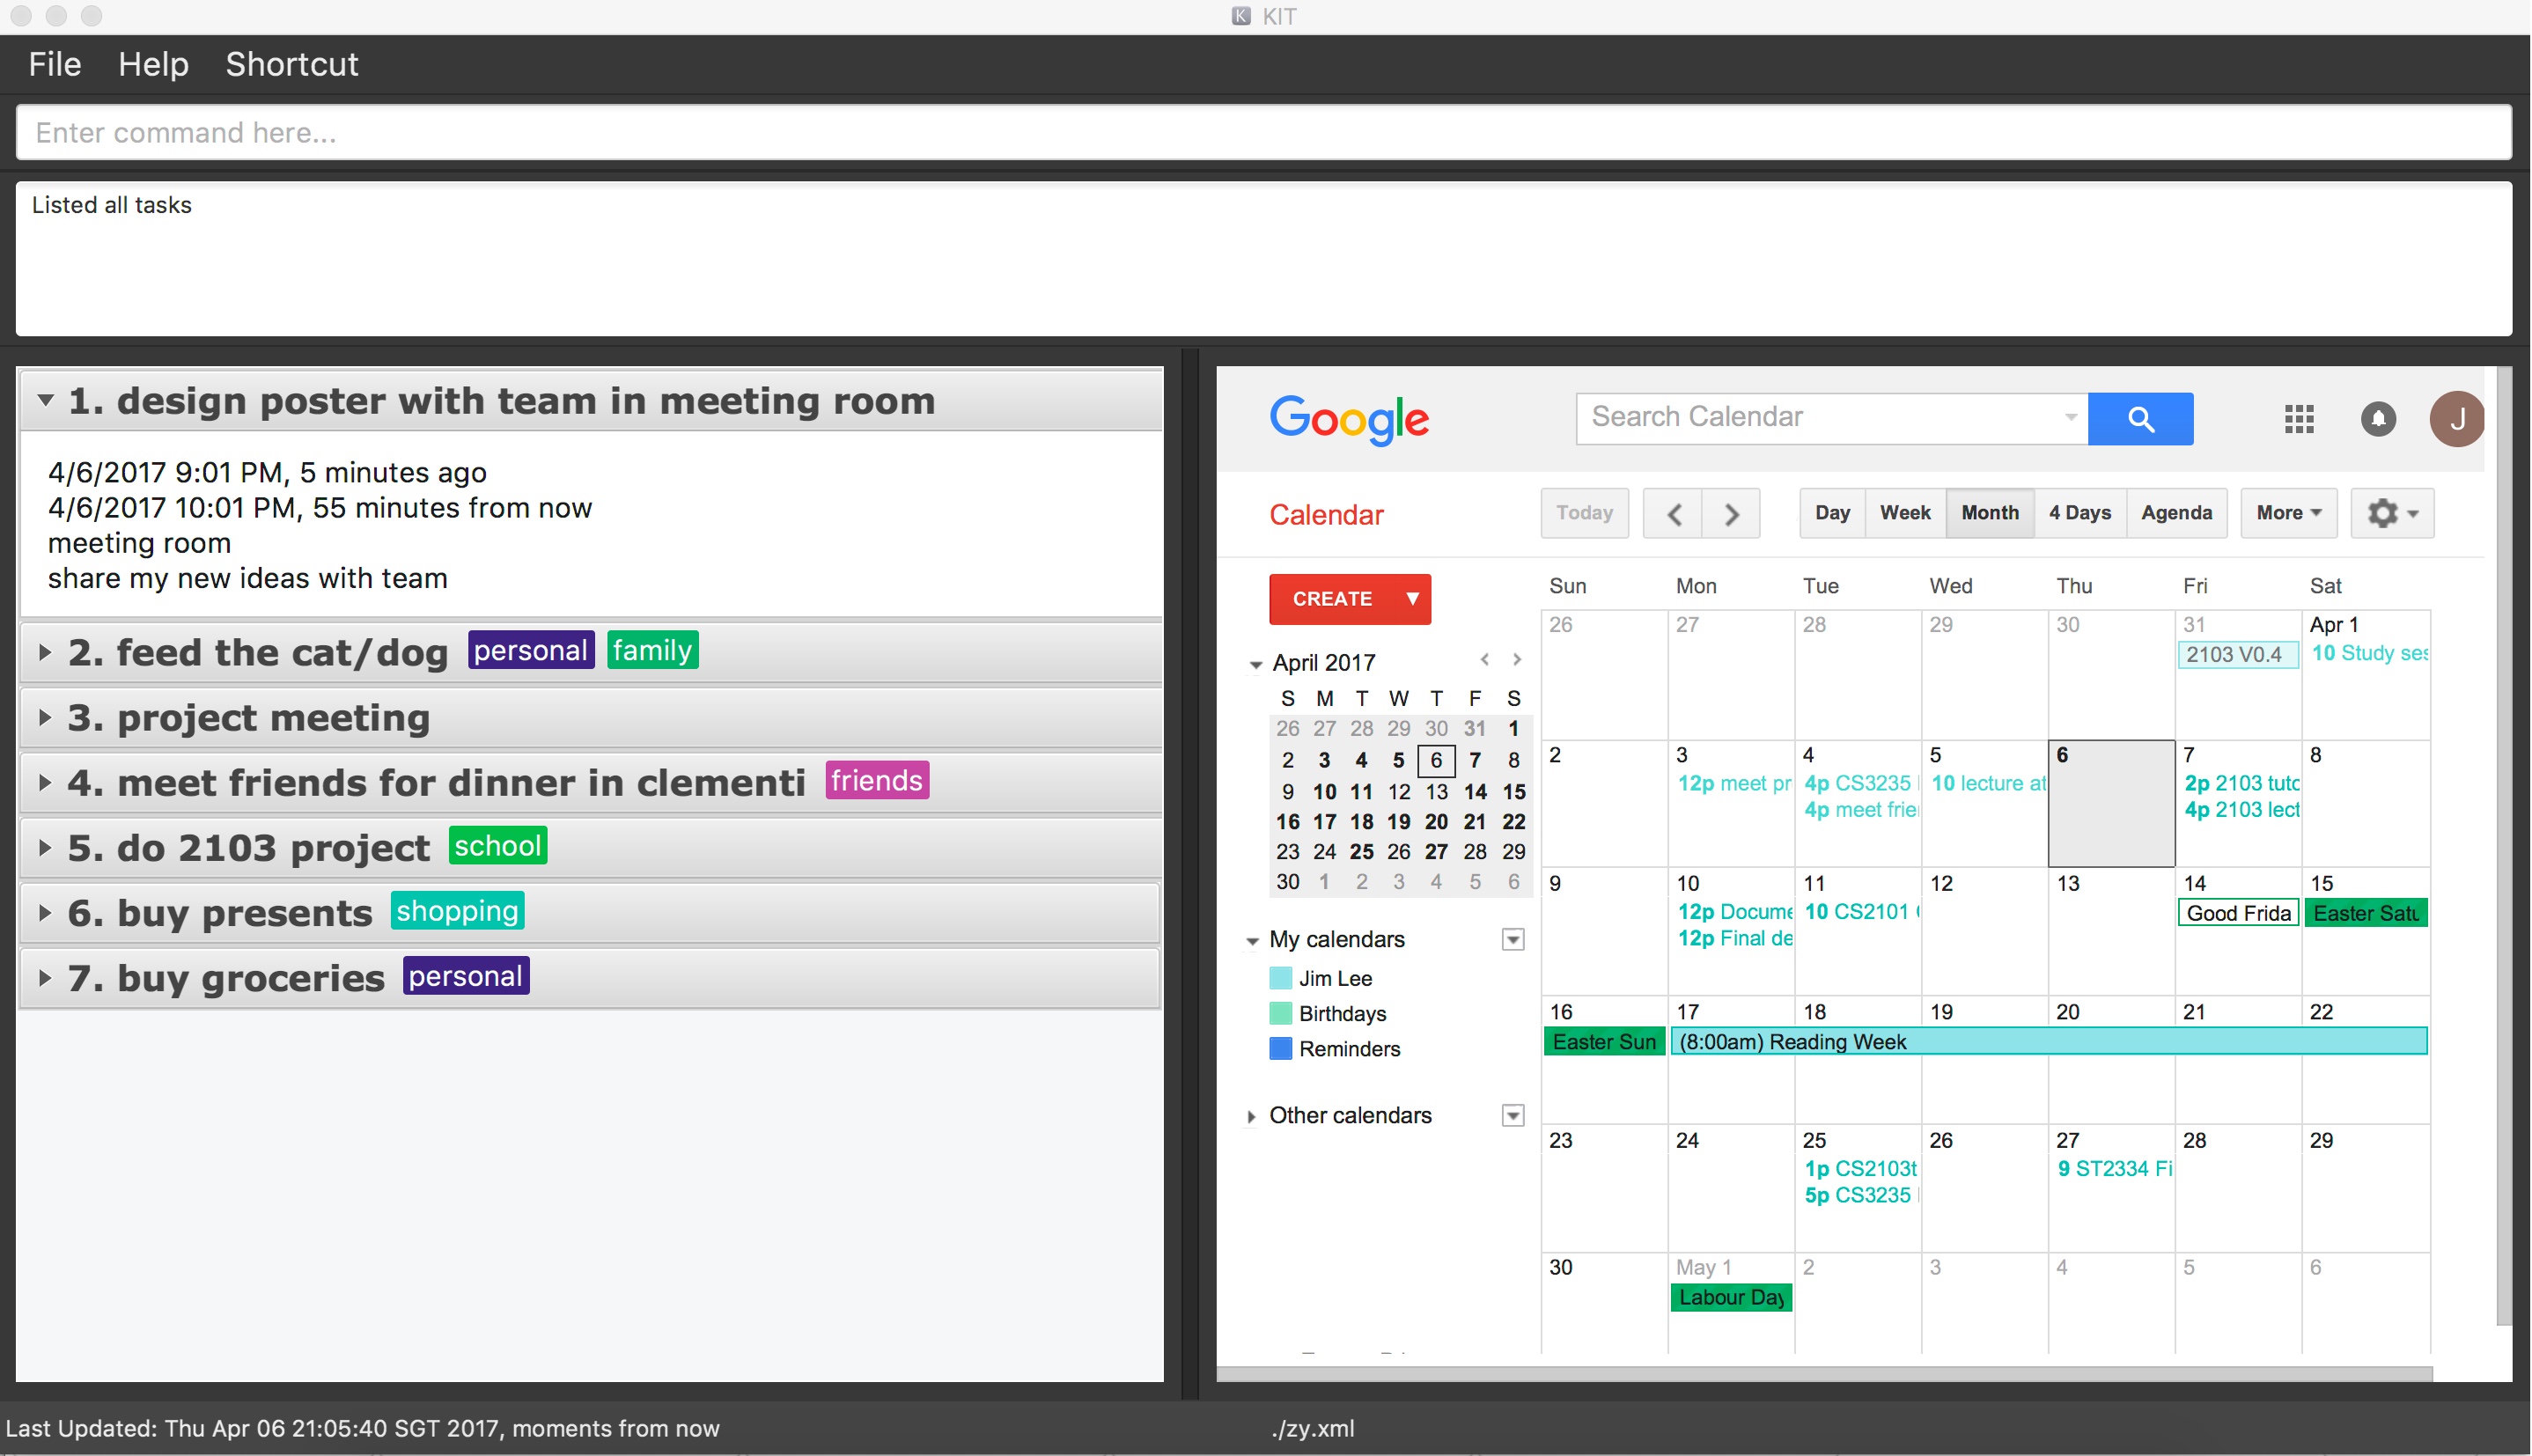 KIT
File Help Shortcut
Enter command here...
Listed all tasks
1. design poster with team in meeting room
4/6/2017 9:01 PM, 5 minutes ago
4/6/2017 10:01 PM, 55 minutes from now
meeting room
share my new ideas with team
2. feed the cat/dog personal family
3. project meeting
4. meet friends for dinner in clementi friends
5. do 2103 project school
6. buy presents shopping
7. buy groceries personal
Google Search Calendar J
Calendar Today Day Week Month 4 Days Agenda More
CREATE
April 2017
S M T W T F S
26 27 28 29 30 31 1
2 3 4 5 6 7 8
9 10 11 12 13 14 15
16 17 18 19 20 21 22
23 24 25 26 27 28 29
30 1 2 3 4 5 6
My calendars
Jim Lee
Birthdays
Reminders
Other calendars
Sun Mon Tue Wed Thu Fri Sat
26 27 28 29 30 31 Apr 1
2103 V0.4 10 Study ses
2 3 4 5 6 7 8
12p meet pr 4p CS3235 10 lecture at 2p 2103 tuto
4p meet frie 4p 2103 lect
9 10 11 12 13 14 15
12p Docume 10 CS2101 Good Frida Easter Satu
12p Final de
16 17 18 19 20 21 22
Easter Sun (8:00am) Reading Week
23 24 25 26 27 28 29
1p CS2103t 9 ST2334 Fi
5p CS3235
30 May 1 2 3 4 5 6
Labour Day
Last Updated: Thu Apr 06 21:05:40 SGT 2017, moments from now ./zy.xml